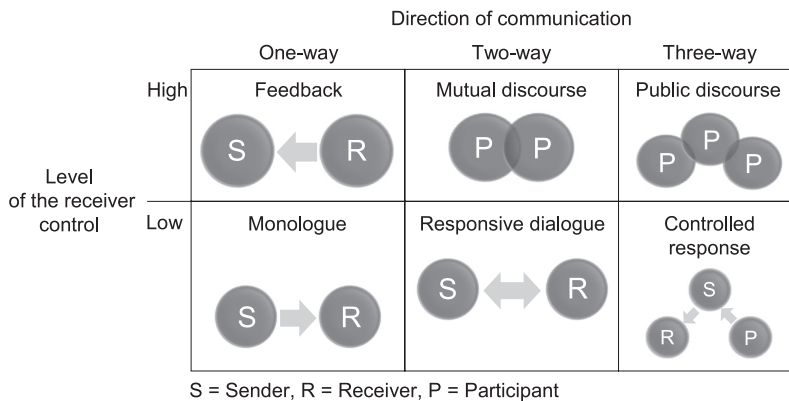 Direction of communication
One-way Two-way Three-way
High
Feedback Mutual discourse Public discourse
S R P P P P P
Level
of the receiver
control
Low
Monologue Responsive dialogue Controlled
response
S R S R S
R P
S = Sender, R = Receiver, P = Participant